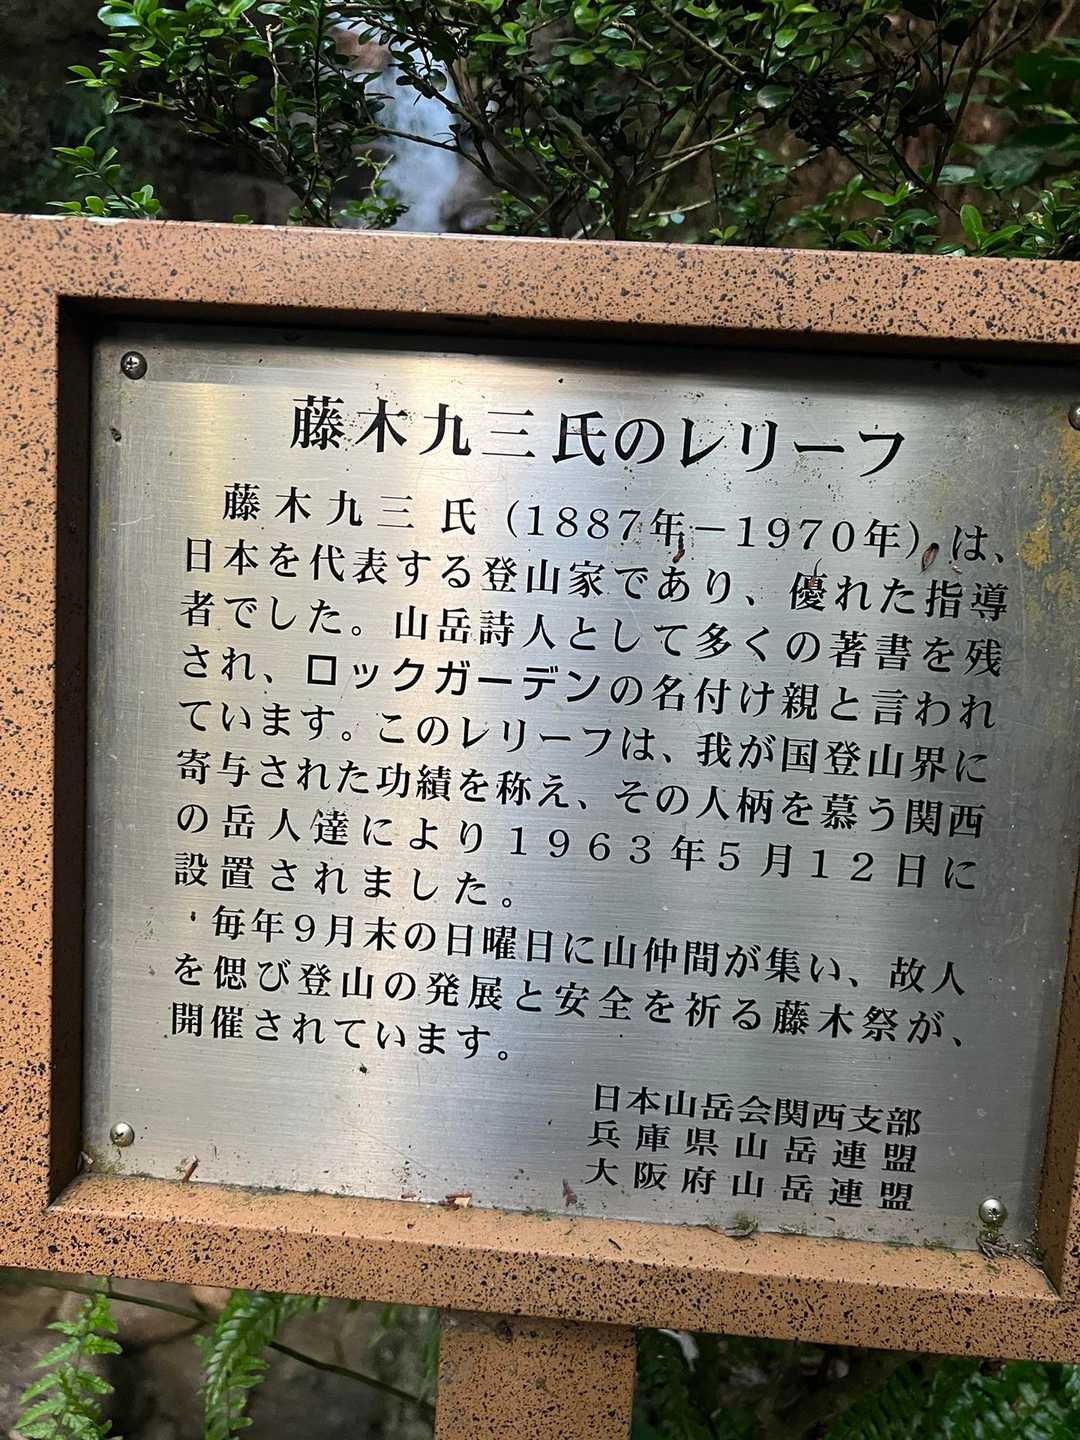 藤木九三氏のレリーフ
藤木九三氏（1887年－1970年）は、
日本を代表する登山家であり、優れた指導
者でした。山岳詩人として多くの著書を残
され、ロックガーデンの名付け親と言われ
ています。このレリーフは、我が国登山界に
寄与された功績を称え、その人柄を慕う関西
の岳人達により１９６３年５月１２日に
設置されました。
毎年９月末の日曜日に山仲間が集い、故人
を偲び登山の発展と安全を祈る藤木祭が、
開催されています。
日本山岳会関西支部
兵庫県山岳連盟
大阪府山岳連盟